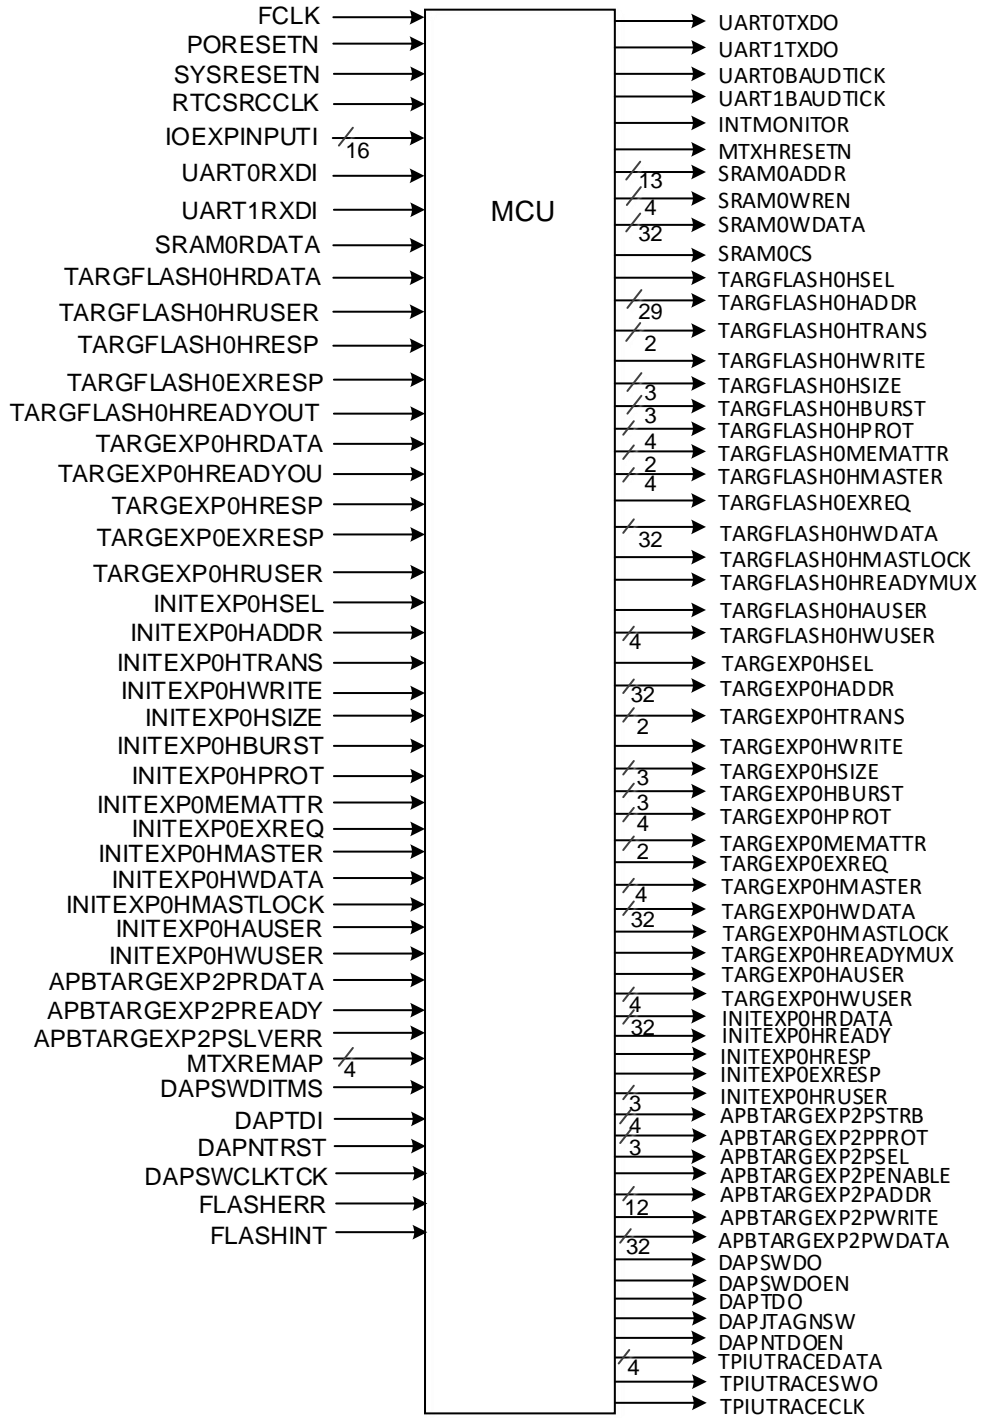 FCLK
PORESETN
SYSRESETN
RTCSRCCLK
IOEXPINPUTI
16
UART0RXDI
UART1RXDI
SRAM0RDATA
TARGFLASH0HRDATA
TARGFLASH0HRUSER
TARGFLASH0HRESP
TARGFLASH0EXRESP
TARGFLASH0HREADYOUT
TARGEXP0HRDATA
TARGEXP0HREADYOU
TARGEXP0HRESP
TARGEXP0EXRESP
TARGEXP0HRUSER
INITEXP0HSEL
INITEXP0HADDR
INITEXP0HTRANS
INITEXP0HWRITE
INITEXP0HSIZE
INITEXP0HBURST
INITEXP0HPROT
INITEXP0MEMATTR
INITEXP0EXREQ
INITEXP0HMASTER
INITEXP0HWDATA
INITEXP0HMASTLOCK
INITEXP0HAUSER
INITEXP0HWUSER
APBTARGEXP2PRDATA
APBTARGEXP2PREADY
APBTARGEXP2PSLVERR
MTXREMAP
4
DAPSWDITMS
DAPTDI
DAPNTRST
DAPSWCLKTCK
FLASHERR
FLASHINT
MCU
UART0TXDO
UART1TXDO
UART0BAUDTICK
UART1BAUDTICK
INTMONITOR
MTXHRESETN
13 SRAM0ADDR
4 SRAM0WREN
32 SRAM0WDATA
SRAM0CS
TARGFLASH0HSEL
29 TARGFLASH0HADDR
2 TARGFLASH0HTRANS
TARGFLASH0HWRITE
3 TARGFLASH0HSIZE
3 TARGFLASH0HBURST
4 TARGFLASH0HPROT
2 TARGFLASH0MEMATTR
4 TARGFLASH0HMASTER
TARGFLASH0EXREQ
32 TARGFLASH0HWDATA
TARGFLASH0HMASTLOCK
TARGFLASH0HREADYMUX
TARGFLASH0HAUSER
4 TARGFLASH0HWUSER
TARGEXP0HSEL
32 TARGEXP0HADDR
2 TARGEXP0HTRANS
TARGEXP0HWRITE
3 TARGEXP0HSIZE
3 TARGEXP0HBURST
4 TARGEXP0HPROT
2 TARGEXP0MEMATTR
TARGEXP0EXREQ
4 TARGEXP0HMASTER
32 TARGEXP0HWDATA
TARGEXP0HMASTLOCK
TARGEXP0HREADYMUX
TARGEXP0HAUSER
4 TARGEXP0HWUSER
32 INITEXP0HRDATA
INITEXP0HREADY
INITEXP0HRESP
INITEXP0EXRESP
3 INITEXP0HRUSER
4 APBTARGEXP2PSTRB
3 APBTARGEXP2PPROT
APBTARGEXP2PSEL
APBTARGEXP2PENABLE
12 APBTARGEXP2PADDR
APBTARGEXP2PWRITE
32 APBTARGEXP2PWDATA
DAPSWDO
DAPSWDOEN
DAPTDO
DAPJTAGNSW
DAPNTDOEN
4 TPIUTRACEDATA
TPIUTRACESWO
TPIUTRACECLK